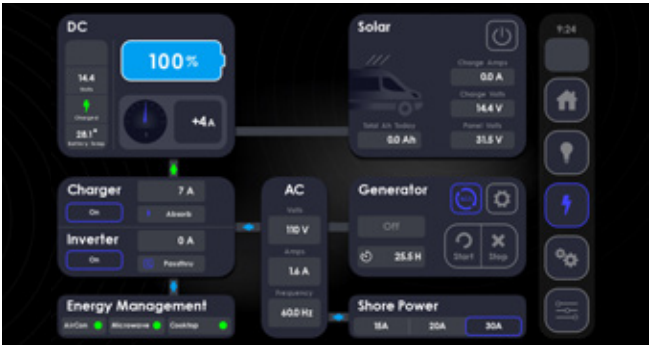 DC
100%
14.4
Volts
Charged
+4A
28.1°
Battery Temp
Solar
Charge Amps
0.0 A
Charge Volts
14.4 V
Total Ah Today
Panel Volts
0.0 Ah
31.5 V
9:24
Charger
7 A
On
Absorb
Inverter
0 A
On
Passthru
AC
Volts
110 V
Amps
1.6 A
Frequency
60.0 Hz
Generator
Off
25.5 H
Start
Stop
Energy Management
AirCon
Microwave
Cooktop
Shore Power
15A
20A
30A